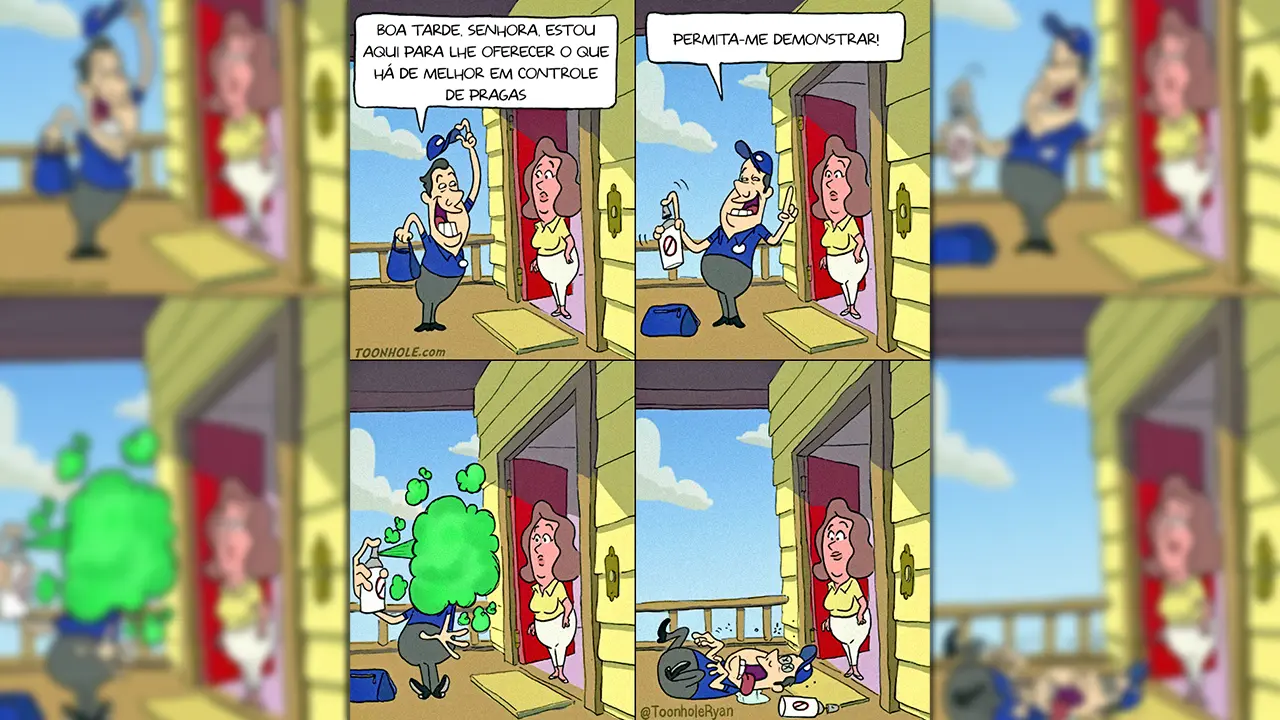 BOA TARDE, SENHORA, ESTOU
AQUI PARA LHE OFERECER O QUE
HÁ DE MELHOR EM CONTROLE
DE PRAGAS
PERMITA-ME DEMONSTRAR!
TOONHOLE.com
@ToonholeRyan